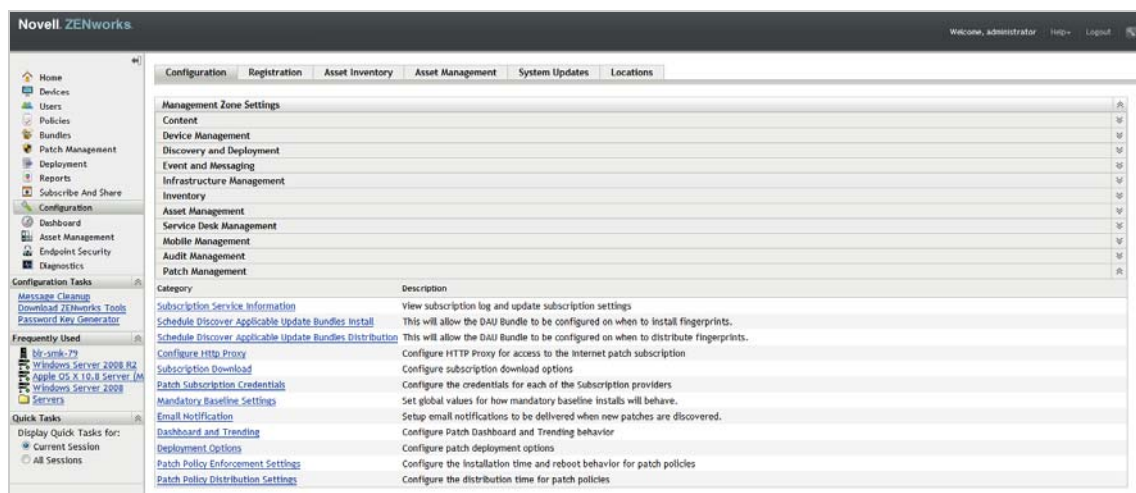 Novell ZENworks
Welcome, administrator Help Logout
Home
Devices
Users
Policies
Bundles
Patch Management
Deployment
Reports
Subscribe And Share
Configuration
Dashboard
Asset Management
Endpoint Security
Diagnostics
Configuration Tasks
Message Cleanup
Download ZENworks Tools
Password Key Generator
Frequently Used
blr-smk-79
Windows Server 2008 R2
Apple OS X 10.8 Server (M
Windows Server 2008
Servers
Quick Tasks
Display Quick Tasks for:
Current Session
All Sessions
Configuration Registration Asset Inventory Asset Management System Updates Locations
Management Zone Settings
Content
Device Management
Discovery and Deployment
Event and Messaging
Infrastructure Management
Inventory
Asset Management
Service Desk Management
Mobile Management
Audit Management
Patch Management
Category Description
Subscription Service Information View subscription log and update subscription settings
Schedule Discover Applicable Update Bundles Install This will allow the DAU Bundle to be configured on when to install fingerprints.
Schedule Discover Applicable Update Bundles Distribution This will allow the DAU Bundle to be configured on when to distribute fingerprints.
Configure Http Proxy Configure HTTP Proxy for access to the Internet patch subscription
Subscription Download Configure subscription download options
Patch Subscription Credentials Configure the credentials for each of the Subscription providers
Mandatory Baseline Settings Set global values for how mandatory baseline installs will behave.
Email Notification Setup email notifications to be delivered when new patches are discovered.
Dashboard and Trending Configure Patch Dashboard and Trending behavior
Deployment Options Configure patch deployment options
Patch Policy Enforcement Settings Configure the installation time and reboot behavior for patch policies
Patch Policy Distribution Settings Configure the distribution time for patch policies